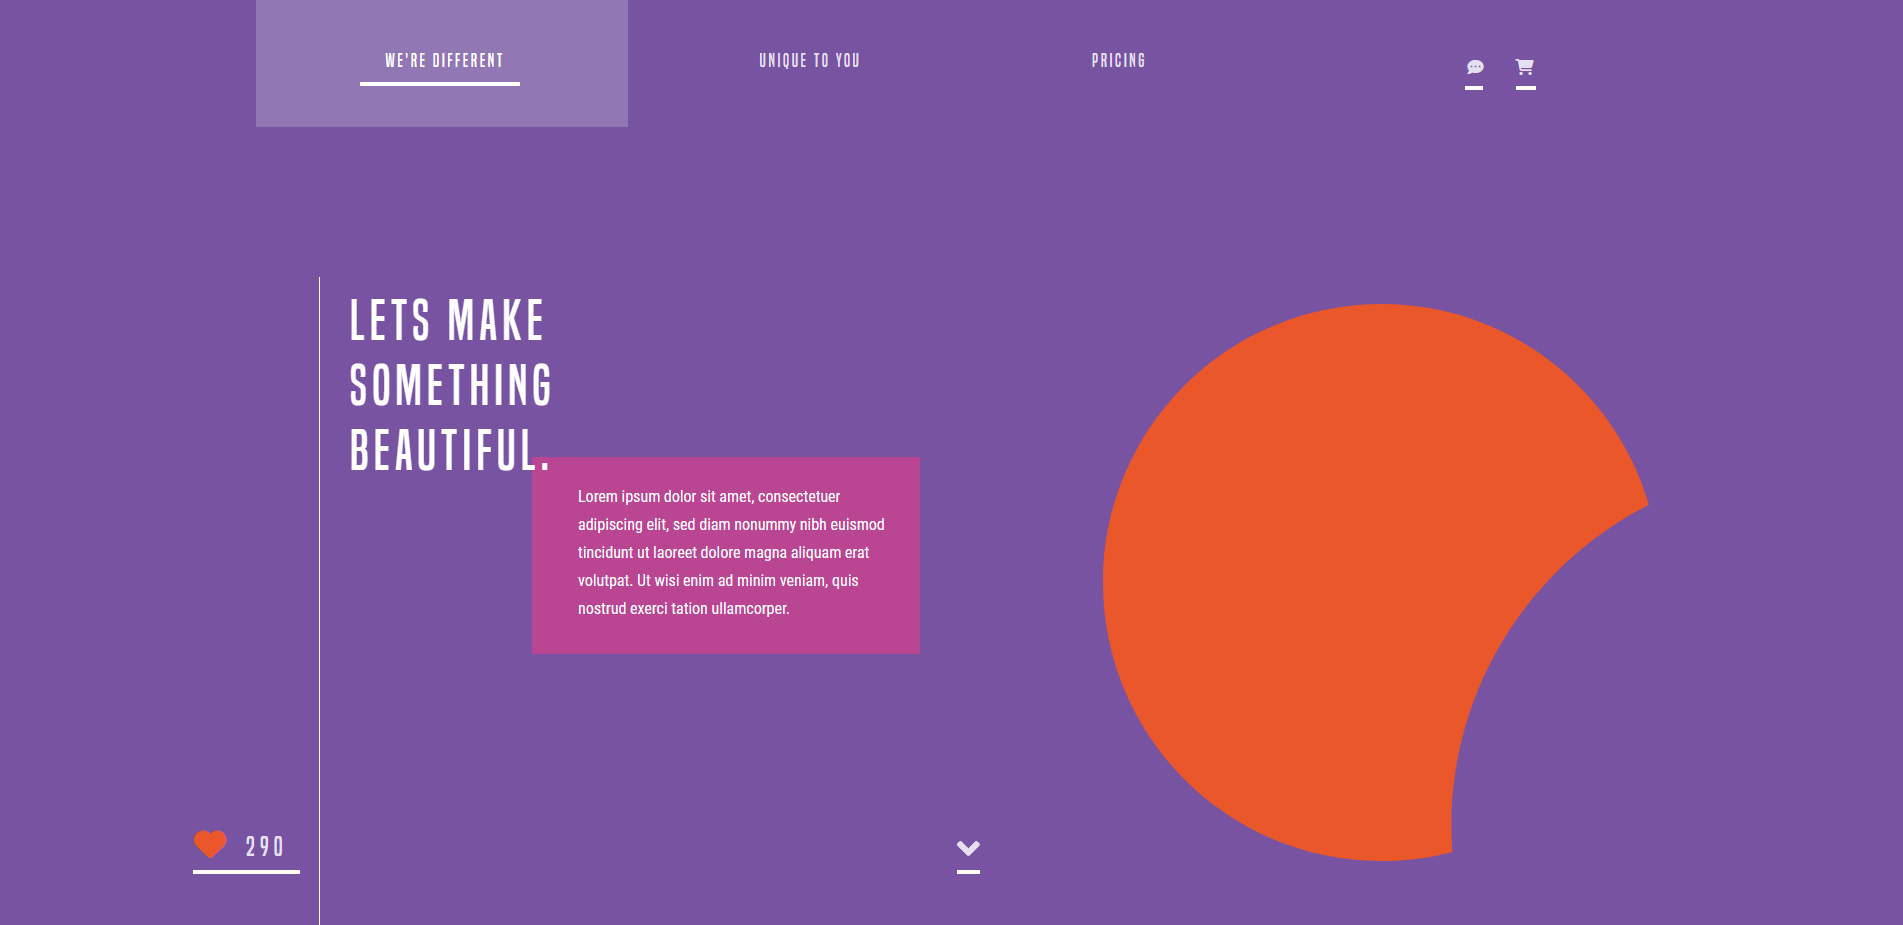 WE'RE DIFFERENT
UNIQUE TO YOU
PRICING
LETS MAKE
SOMETHING
BEAUTIFUL.
Lorem ipsum dolor sit amet, consectetuer
adipiscing elit, sed diam nonummy nibh euismod
tincidunt ut laoreet dolore magna aliquam erat
volutpat. Ut wisi enim ad minim veniam, quis
nostrud exerci tation ullamcorper.
290